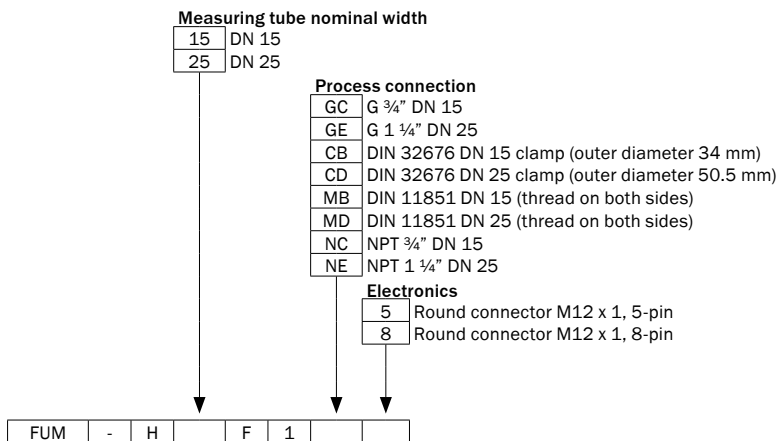 Measuring tube nominal width
15 DN 15
25 DN 25
Process connection
GC G ¾” DN 15
GE G 1 ¼” DN 25
CB DIN 32676 DN 15 clamp (outer diameter 34 mm)
CD DIN 32676 DN 25 clamp (outer diameter 50.5 mm)
MB DIN 11851 DN 15 (thread on both sides)
MD DIN 11851 DN 25 (thread on both sides)
NC NPT ¾” DN 15
NE NPT 1 ¼” DN 25
Electronics
5 Round connector M12 x 1, 5-pin
8 Round connector M12 x 1, 8-pin
FUM - H F 1